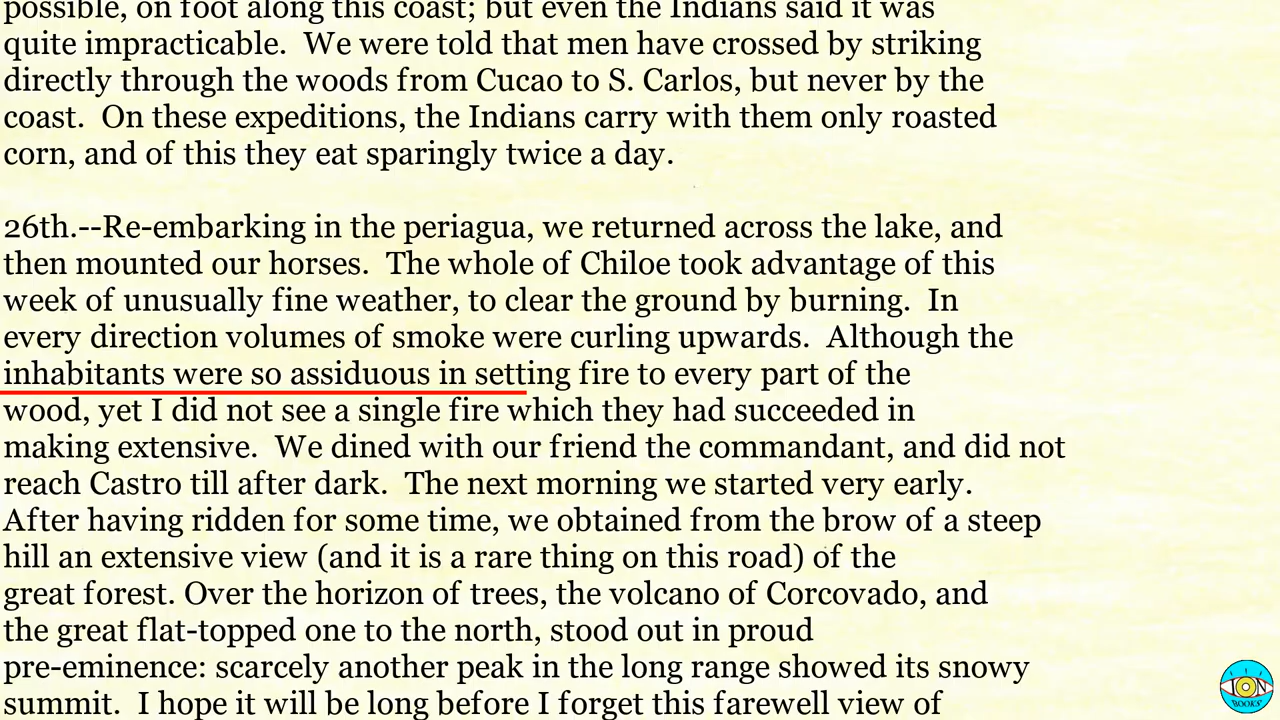 possible, on foot along this coast; but even the Indians said it was
quite impracticable.  We were told that men have crossed by striking
directly through the woods from Cucao to S. Carlos, but never by the
coast.  On these expeditions, the Indians carry with them only roasted
corn, and of this they eat sparingly twice a day.
26th.--Re-embarking in the periagua, we returned across the lake, and
then mounted our horses.  The whole of Chiloe took advantage of this
week of unusually fine weather, to clear the ground by burning.  In
every direction volumes of smoke were curling upwards.  Although the
inhabitants were so assiduous in setting fire to every part of the
wood, yet I did not see a single fire which they had succeeded in
making extensive.  We dined with our friend the commandant, and did not
reach Castro till after dark.  The next morning we started very early.
After having ridden for some time, we obtained from the brow of a steep
hill an extensive view (and it is a rare thing on this road) of the
great forest. Over the horizon of trees, the volcano of Corcovado, and
the great flat-topped one to the north, stood out in proud
pre-eminence: scarcely another peak in the long range showed its snowy
summit.  I hope it will be long before I forget this farewell view of
ION
BOOKS